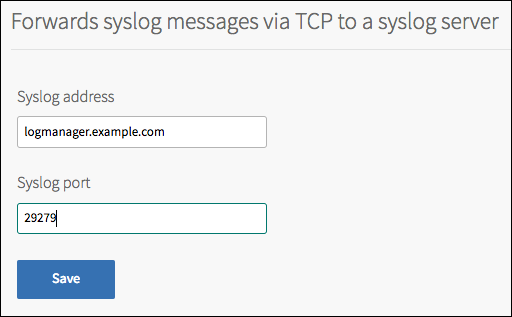 Forwards syslog messages via TCP to a syslog server
Syslog address
logmanager.example.com
Syslog port
29279
Save